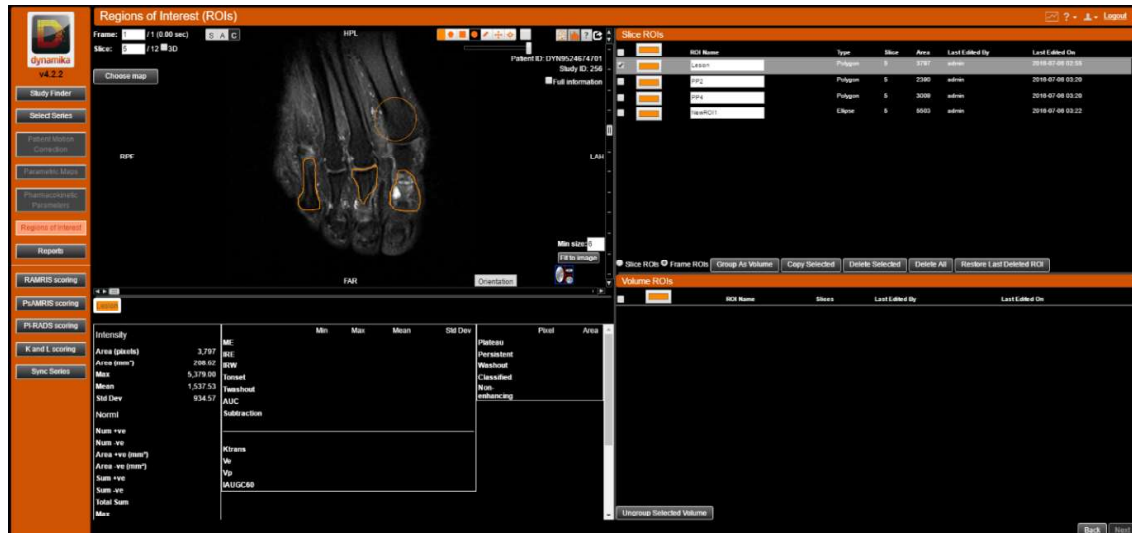 dynamika
v4.2.2
Study Finder
Select Series
Patient Motion
Correction
Parametric Maps
Pharmacokinetic
Parameters
Regions of Interest
Reports
RAMRIS scoring
PsAMRIS scoring
PI-RADS scoring
K and L scoring
Sync Series
Regions of Interest (ROIs)
? Logout
Frame: 1 /1 (0.00 sec) S A C
Slice: 5 /12 3D
Choose map
HPL
Patient ID: DYN9524674701
Study ID: 256
Full information
RPF
LAH
Min size: 6
Fit to image
FAR
Orientation
Lesion
Intensity
Area (pixels) 3,797
Area (mm²)
Max 5,379.00
Mean 1,537.53
Std Dev 934.57
Norml
Num +ve
Num -ve
Area +ve (mm²)
Area -ve (mm²)
Sum +ve
Sum -ve
Total Sum
Max
Min Max Mean Std Dev
ME
IRE
IRW
Tonset
Twashout
AUC
Subtraction
Ktrans
Ve
Vp
IAUGC60
Pixel Area
Plateau
Persistent
Washout
Classified
Non-
enhancing
Slice ROIs
ROI Name Type Slice Area Last Edited By Last Edited On
Lesion Polygon 5 3797 admin
PP2 Polygon 5 2390 admin 2018-07-06 03:20
PP4 Polygon 5 3009 admin 2018-07-06 03:20
NewROI1 Ellipse 5 5503 admin 2018-07-06 03:22
Slice ROIs Frame ROIs Group As Volume Copy Selected Delete Selected Delete All Restore Last Deleted ROI
Volume ROIs
ROI Name Slices Last Edited By Last Edited On
Ungroup Selected Volume
Back Next